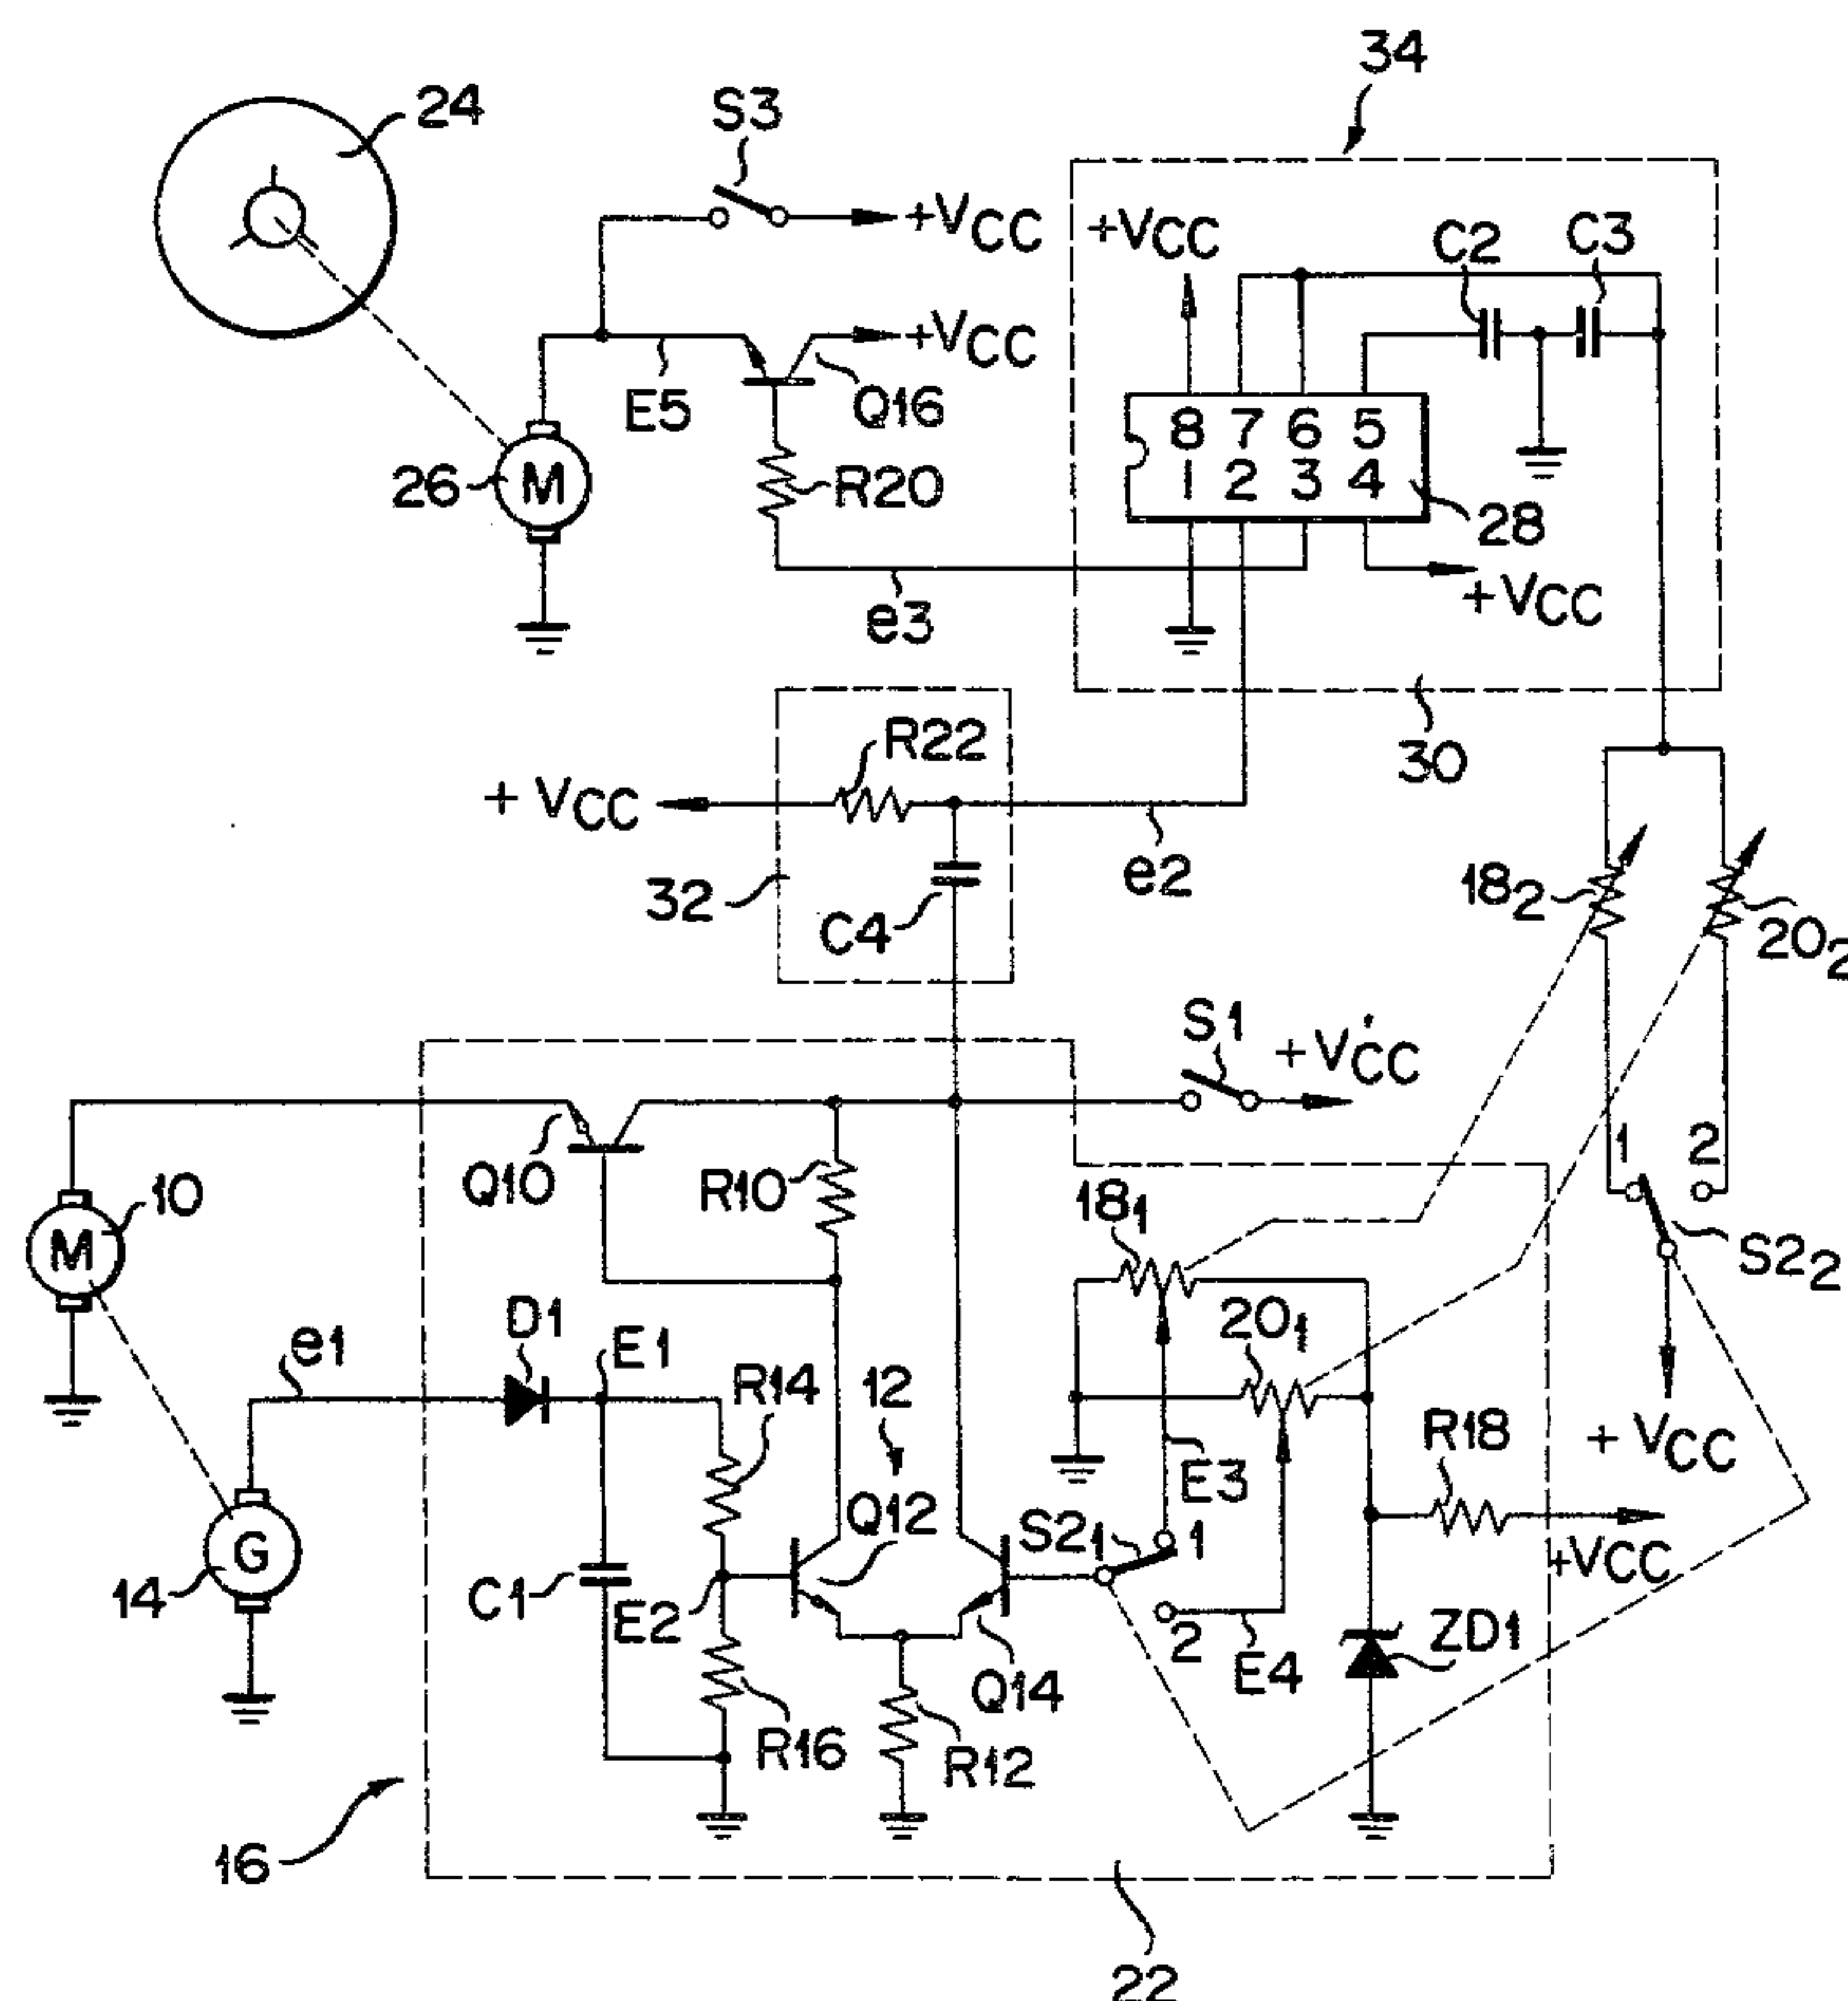 34
24
S3
+VCC
+VCC
C2
C3
+VCC
E5
Q16
8 7 6 5
1 2 3 4
26
M
R20
28
+VCC
e3
30
R22
+ VCC
e2
32
C4
18₂
20₂
S1
+V'CC
1
2
S2₂
10
M
Q10
R10
18₁
D1
E1
e1
R14
12
20₁
+ VCC
R18
E3
Q12
S2₁
1
+VCC
G
14
C1
E2
2
E4
ZD1
Q14
R16
R12
16
22